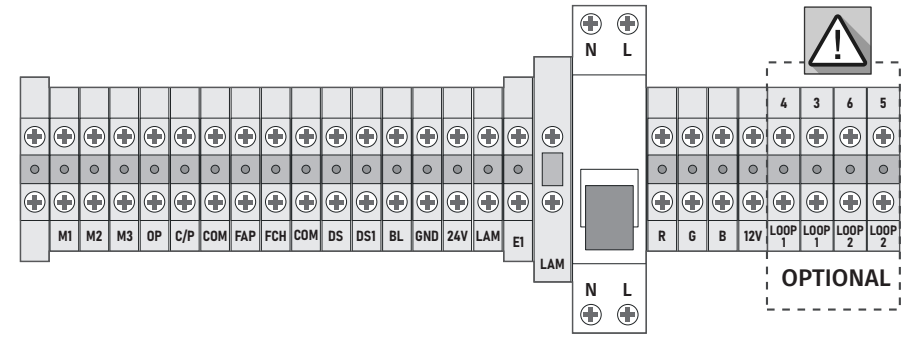 N L
4 3 6 5
M1 M2 M3 OP C/P COM FAP FCH COM DS DS1 BL GND 24V LAM E1
LAM
R G B 12V LOOP 1 LOOP 1 LOOP 2 LOOP 2
OPTIONAL
N L